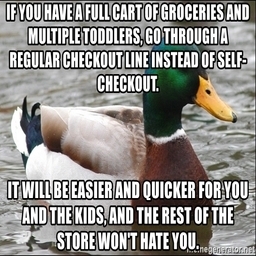 IF YOU HAVE A FULL CART OF GROCERIES AND
MULTIPLE TODDLERS, GO THROUGH A
REGULAR CHECKOUT LINE INSTEAD OF SELF-
CHECKOUT.
IT WILL BE EASIER AND QUICKER FOR YOU
AND THE KIDS, AND THE REST OF THE
STORE WON'T HATE YOU.